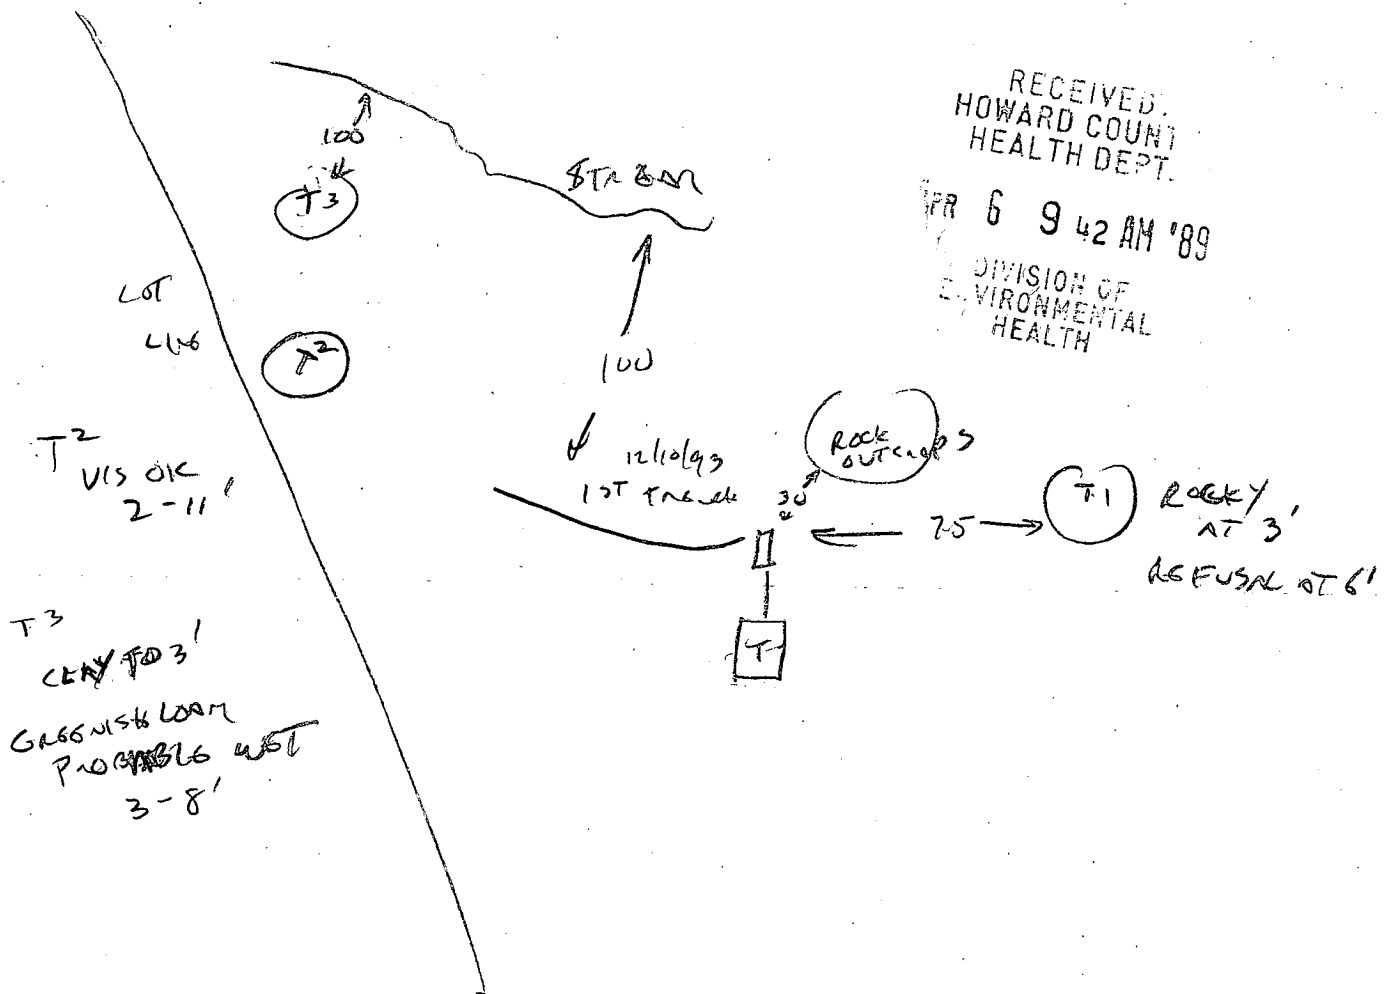 RECEIVED.
HOWARD COUNT
HEALTH DEPT.
APR 6 9 42 AM '89
DIVISION OF
ENVIRONMENTAL
HEALTH
100
T3
STREAM
LOT
LINE
T2
100
T2
VIS OK
2-11'
12/10/93
1ST TRENCH
ROCK
OUTCROPS
30
T1
ROCKY
AT 3'
75
REFUSAL AT 6'
T
T3
CLAY TO 3'
GREENISH LOAM
PROBABLE WET
3-8'